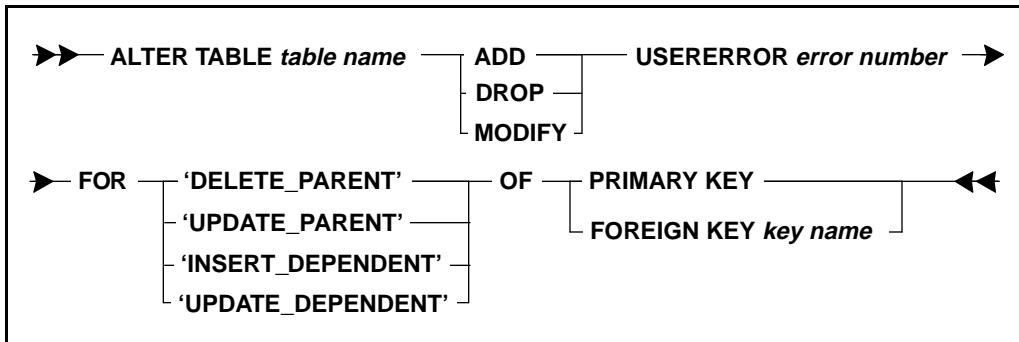 ALTER TABLE table name ADD USERERROR error number
DROP
MODIFY
FOR ‘DELETE_PARENT’ OF PRIMARY KEY
‘UPDATE_PARENT’ FOREIGN KEY key name
‘INSERT_DEPENDENT’
‘UPDATE_DEPENDENT’